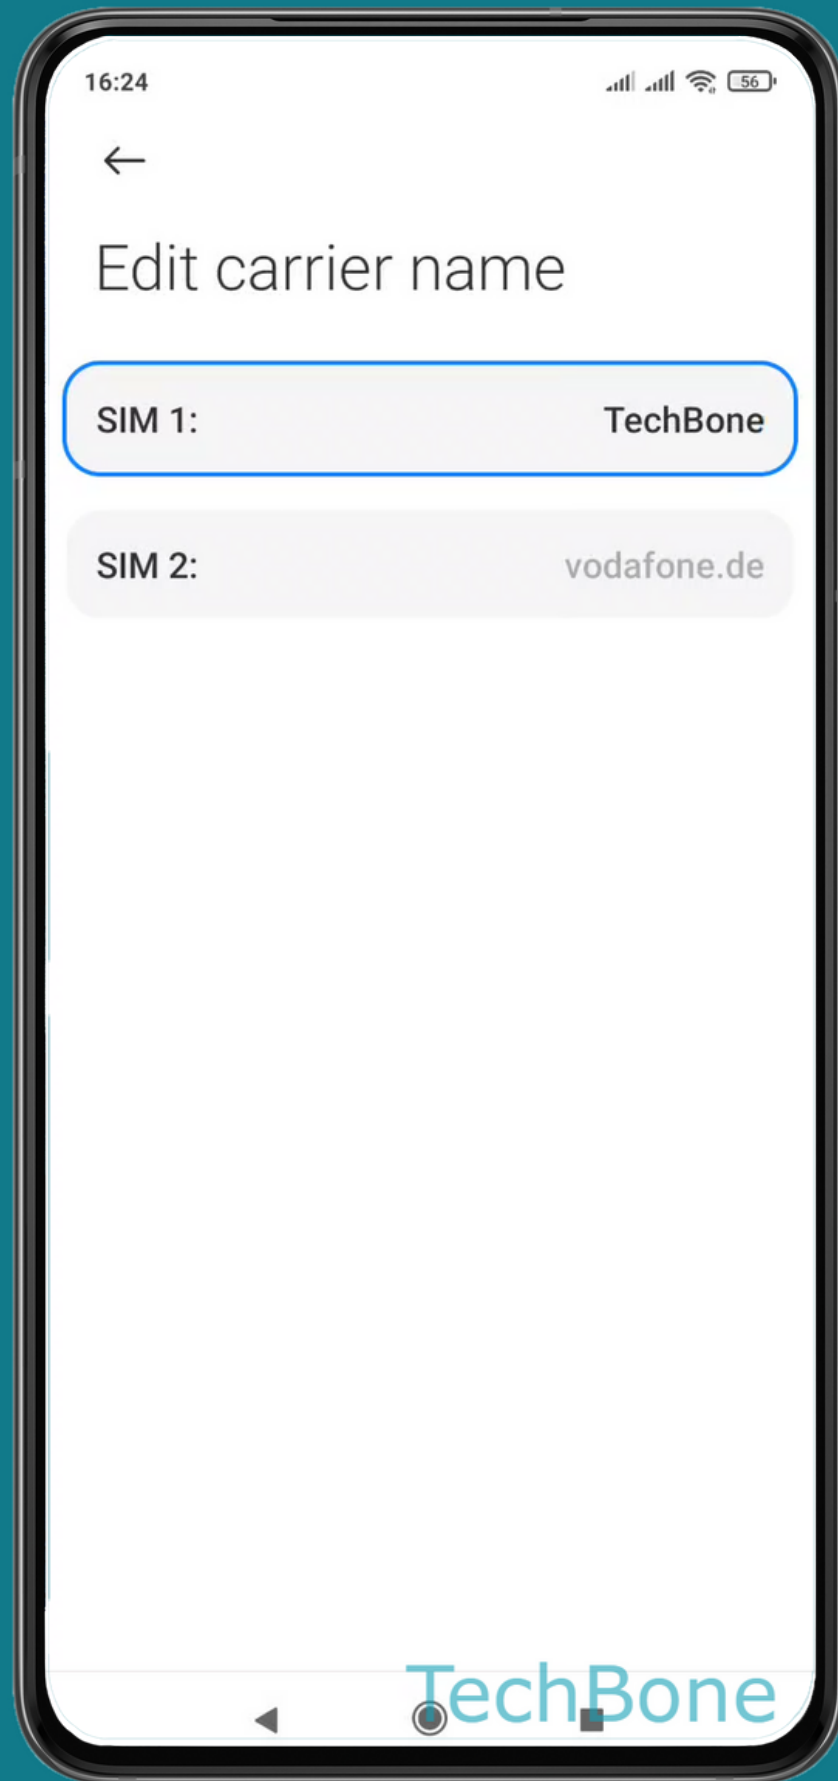 16:24
56
Edit carrier name
SIM 1: TechBone
SIM 2: vodafone.de
TechBone